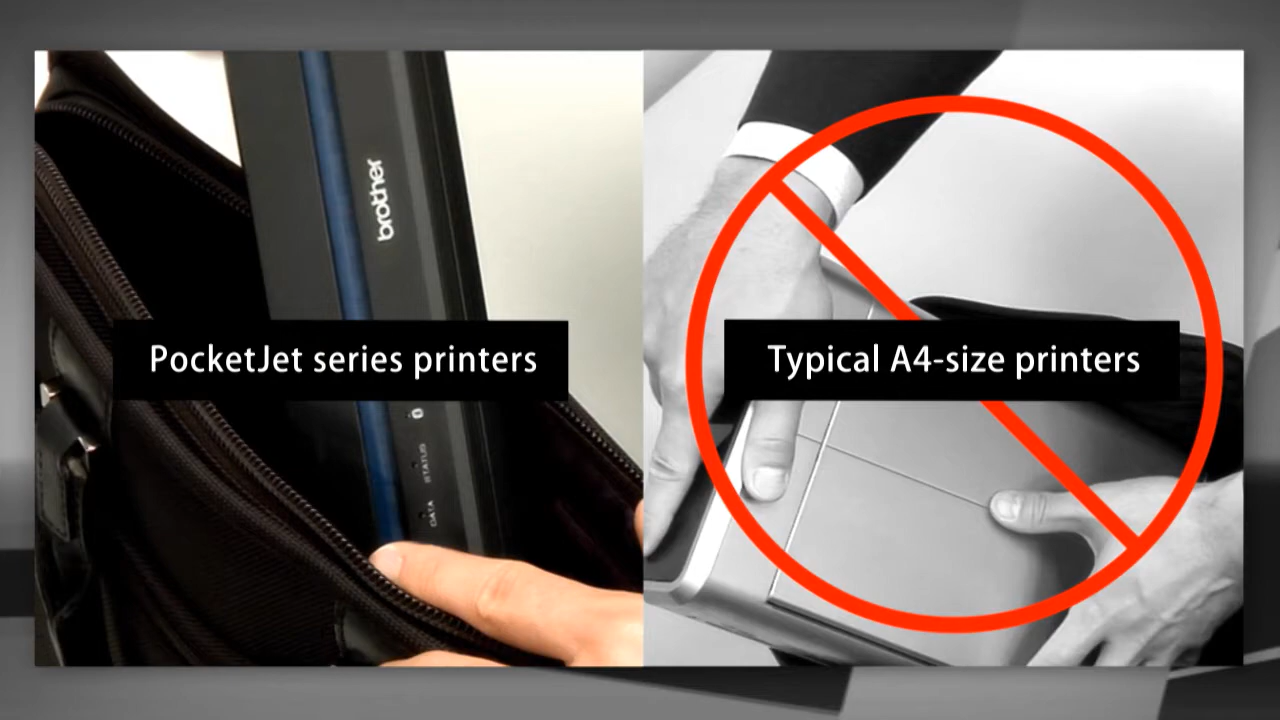 brother
PocketJet series printers
STATUS
DATA
Typical A4-size printers